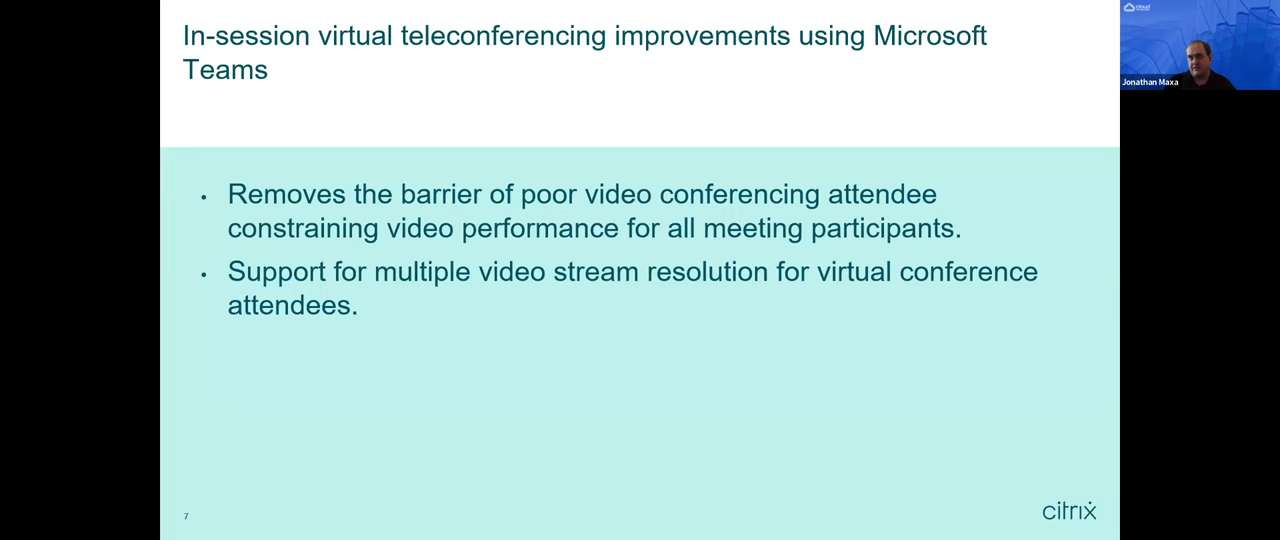 In-session virtual teleconferencing improvements using Microsoft
Teams
• Removes the barrier of poor video conferencing attendee
constraining video performance for all meeting participants.
• Support for multiple video stream resolution for virtual conference
attendees.
7
citrix
cloud
Jonathan Maxa